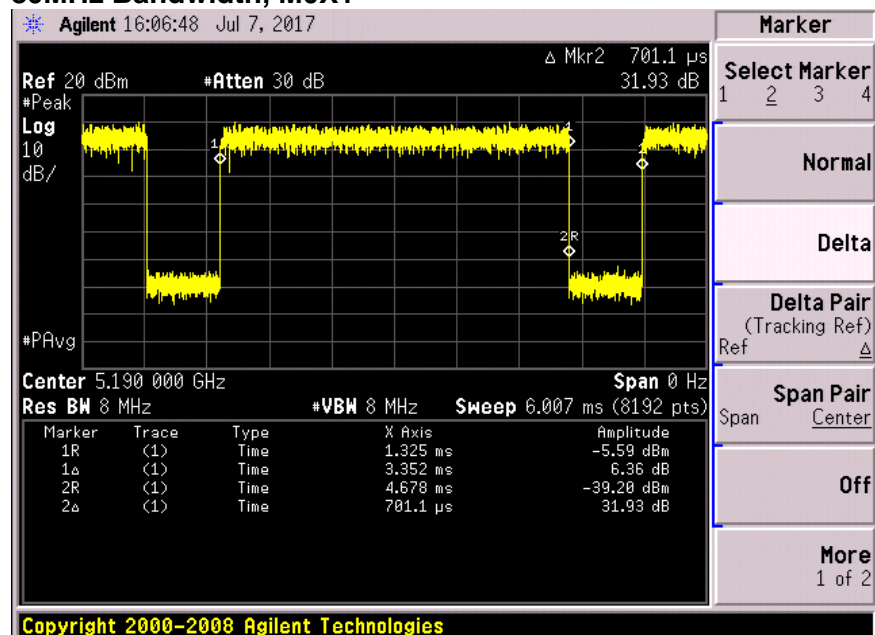 Agilent 16:06:48 Jul 7, 2017
Marker
Δ Mkr2 701.1 µs
Ref 20 dBm #Atten 30 dB 31.93 dB
#Peak
Log
10
dB/
1
1
2
2R
#PAvg
Center 5.190 000 GHz Span 0 Hz
Res BW 8 MHz #VBW 8 MHz Sweep 6.007 ms (8192 pts)
Marker Trace Type X Axis Amplitude
1R (1) Time 1.325 ms -5.59 dBm
1Δ (1) Time 3.352 ms 6.36 dB
2R (1) Time 4.678 ms -39.20 dBm
2Δ (1) Time 701.1 µs 31.93 dB
Select Marker
1 2 3 4
Normal
Delta
Delta Pair
(Tracking Ref)
Ref Δ
Span Pair
Span Center
Off
More
1 of 2
Copyright 2000-2008 Agilent Technologies